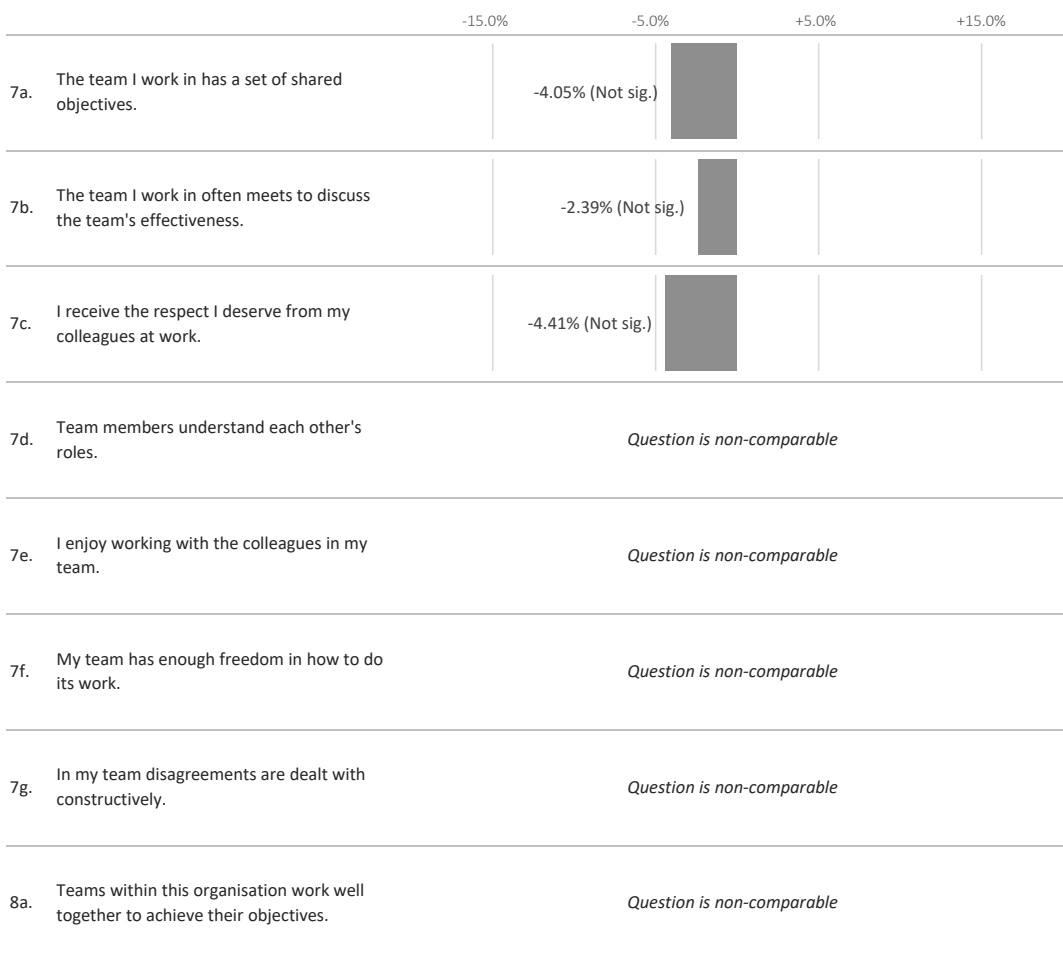 -15.0% -5.0% +5.0% +15.0%
7a. The team I work in has a set of shared
objectives.
-4.05% (Not sig.)
7b. The team I work in often meets to discuss
the team's effectiveness.
-2.39% (Not sig.)
7c. I receive the respect I deserve from my
colleagues at work.
-4.41% (Not sig.)
7d. Team members understand each other's
roles.
Question is non-comparable
7e. I enjoy working with the colleagues in my
team.
Question is non-comparable
7f. My team has enough freedom in how to do
its work.
Question is non-comparable
7g. In my team disagreements are dealt with
constructively.
Question is non-comparable
8a. Teams within this organisation work well
together to achieve their objectives.
Question is non-comparable